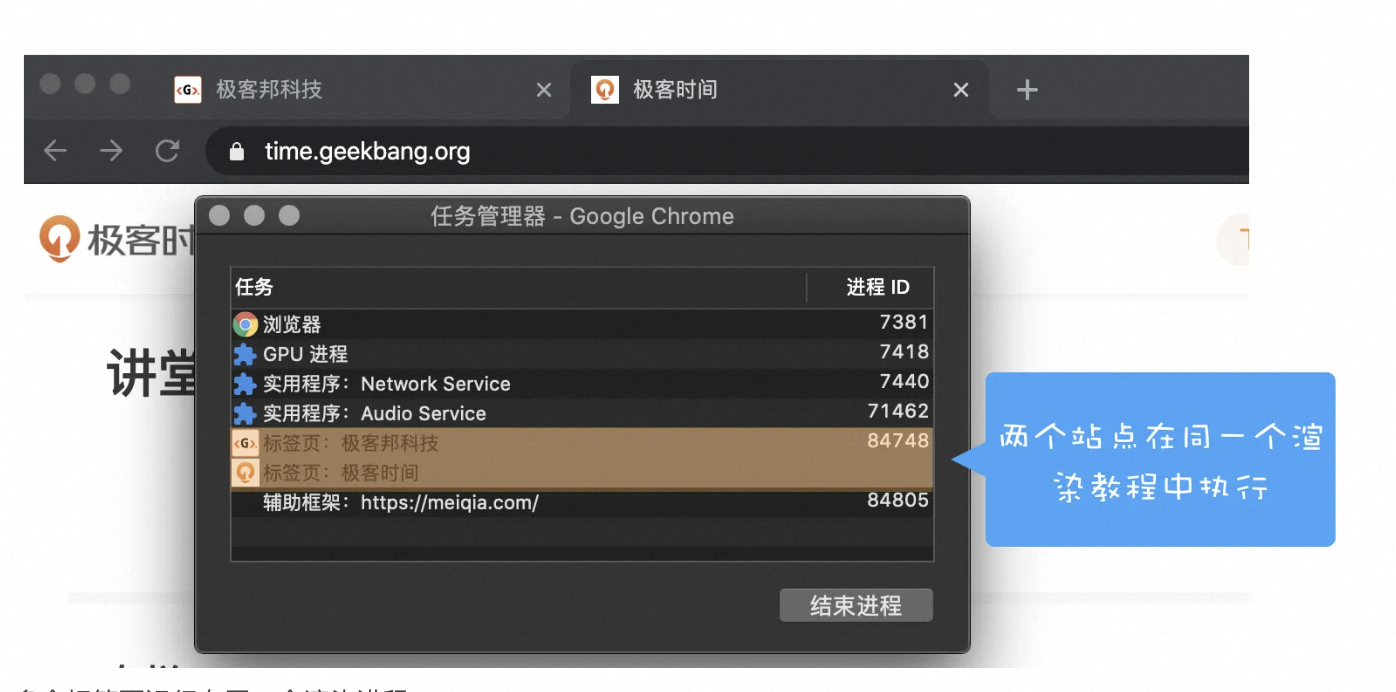 极客邦科技
极客时间
time.geekbang.org
极客时
任务管理器 - Google Chrome
任务 进程 ID
浏览器 7381
GPU 进程 7418
实用程序：Network Service 7440
实用程序：Audio Service 71462
标签页：极客邦科技 84748
标签页：极客时间
辅助框架：https://meiqia.com/ 84805
结束进程
讲堂
两个站点在同一个渲
染教程中执行